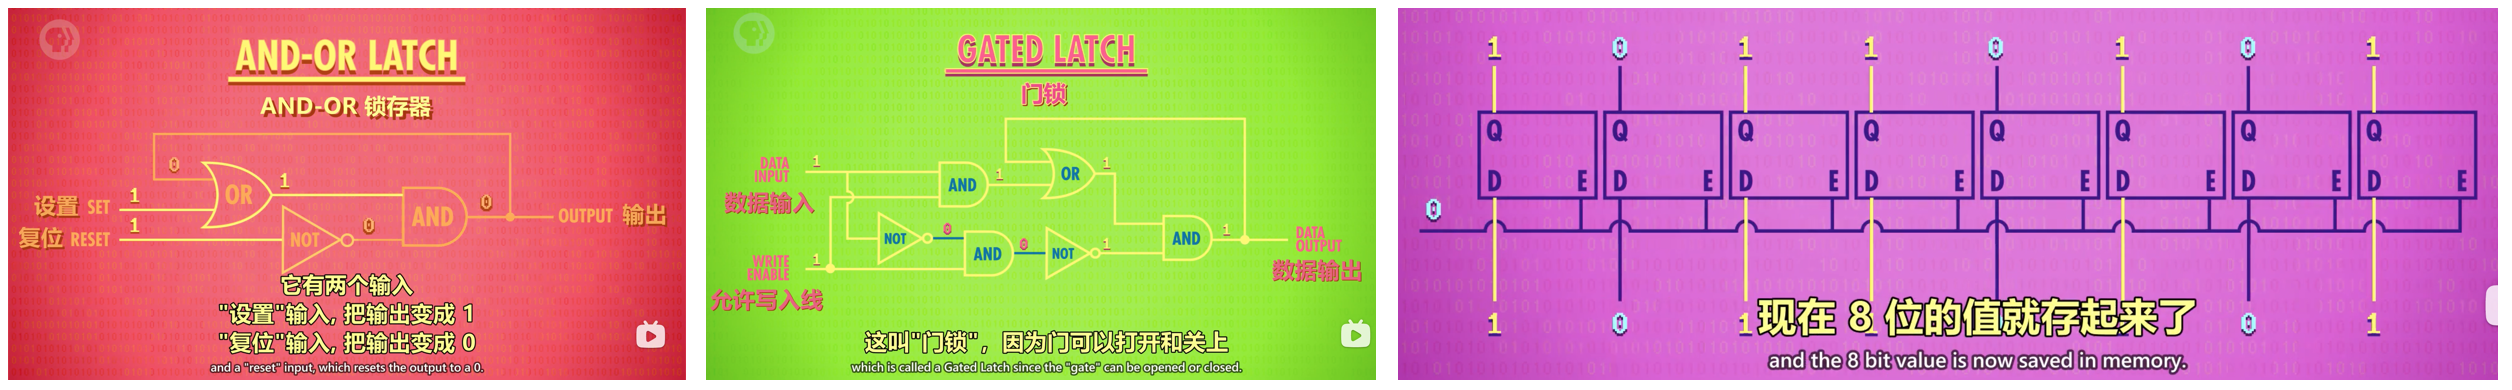 AND-OR LATCH
AND-OR 锁存器
0
1
设置 SET
1
OR
0
复位 RESET
1
NOT
0
AND
OUTPUT 输出
它有两个输入
"设置"输入, 把输出变成 1
"复位"输入, 把输出变成 0
and a "reset" input, which resets the output to a 0.
GATED LATCH
门锁
DATA
INPUT
1
数据输入
AND
1
OR
1
NOT
0
AND
0
NOT
1
AND
1
WRITE
ENABLE
1
允许写入线
DATA
OUTPUT
数据输出
这叫"门锁"，因为门可以打开和关上
which is called a Gated Latch since the "gate" can be opened or closed.
1 0 1 1 0 1 0 1
Q Q Q Q Q Q Q Q
D E D E D E D E D E D E D E D E
0
1 0 1 1 0 1
现在 8 位的值就存起来了
and the 8 bit value is now saved in memory.